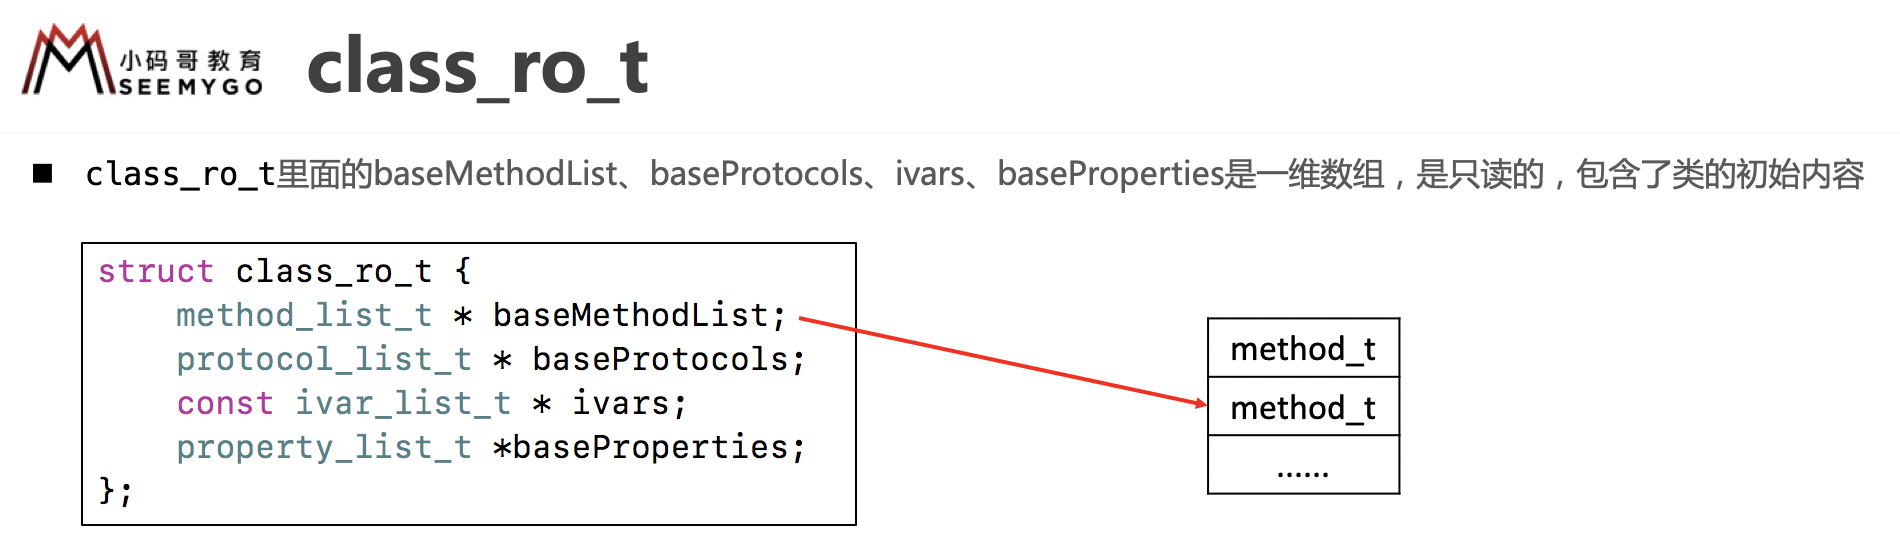 小码哥教育
SEEMYGO
class_ro_t
■ class_ro_t里面的baseMethodList、baseProtocols、ivars、baseProperties是一维数组，是只读的，包含了类的初始内容
struct class_ro_t {
    method_list_t * baseMethodList;
    protocol_list_t * baseProtocols;
    const ivar_list_t * ivars;
    property_list_t *baseProperties;
};
method_t
method_t
......